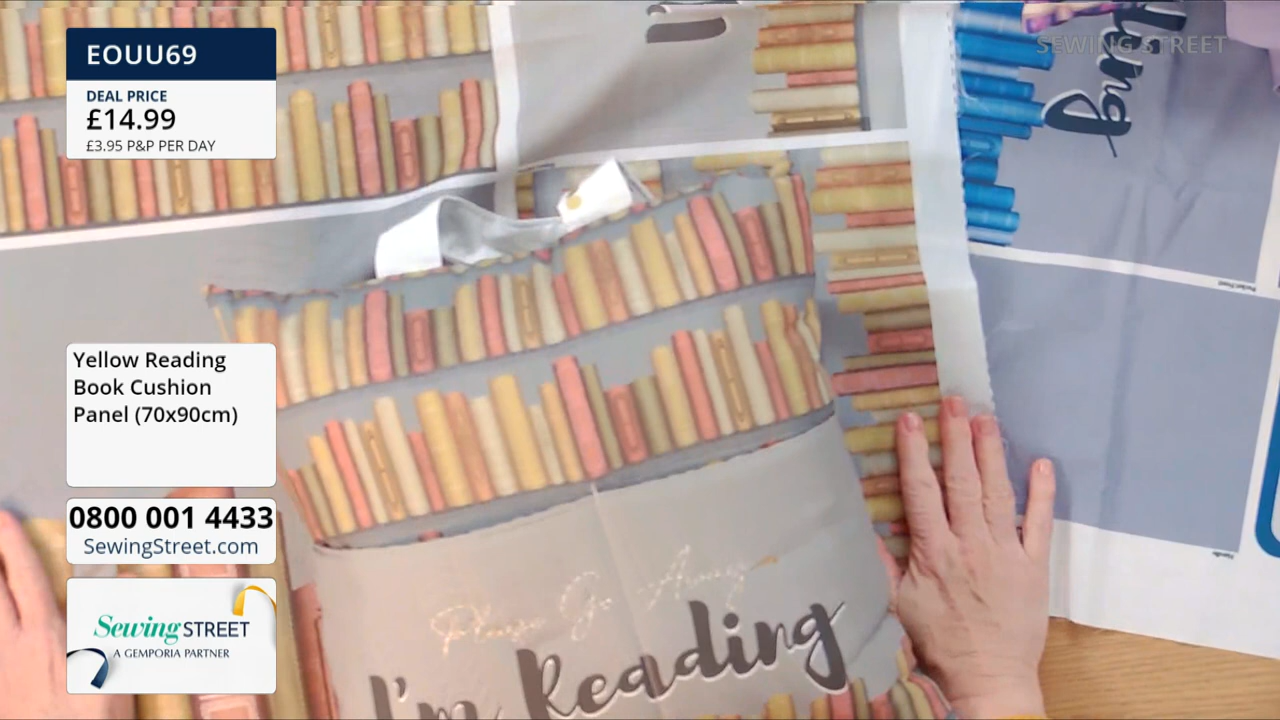 EOUU69
DEAL PRICE
£14.99
£3.95 P&P PER DAY
Yellow Reading
Book Cushion
Panel (70x90cm)
0800 001 4433
SewingStreet.com
Sewing STREET
A GEMPORIA PARTNER
SEWING STREET
Please Go Away
I'm Reading